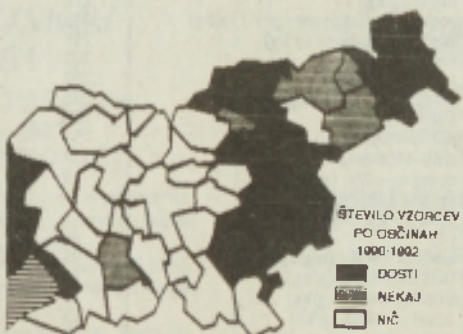 ŠTEVILO VZORCEV
PO OBČINAH
1990-1992
DOSTI
NEKAJ
NIČ